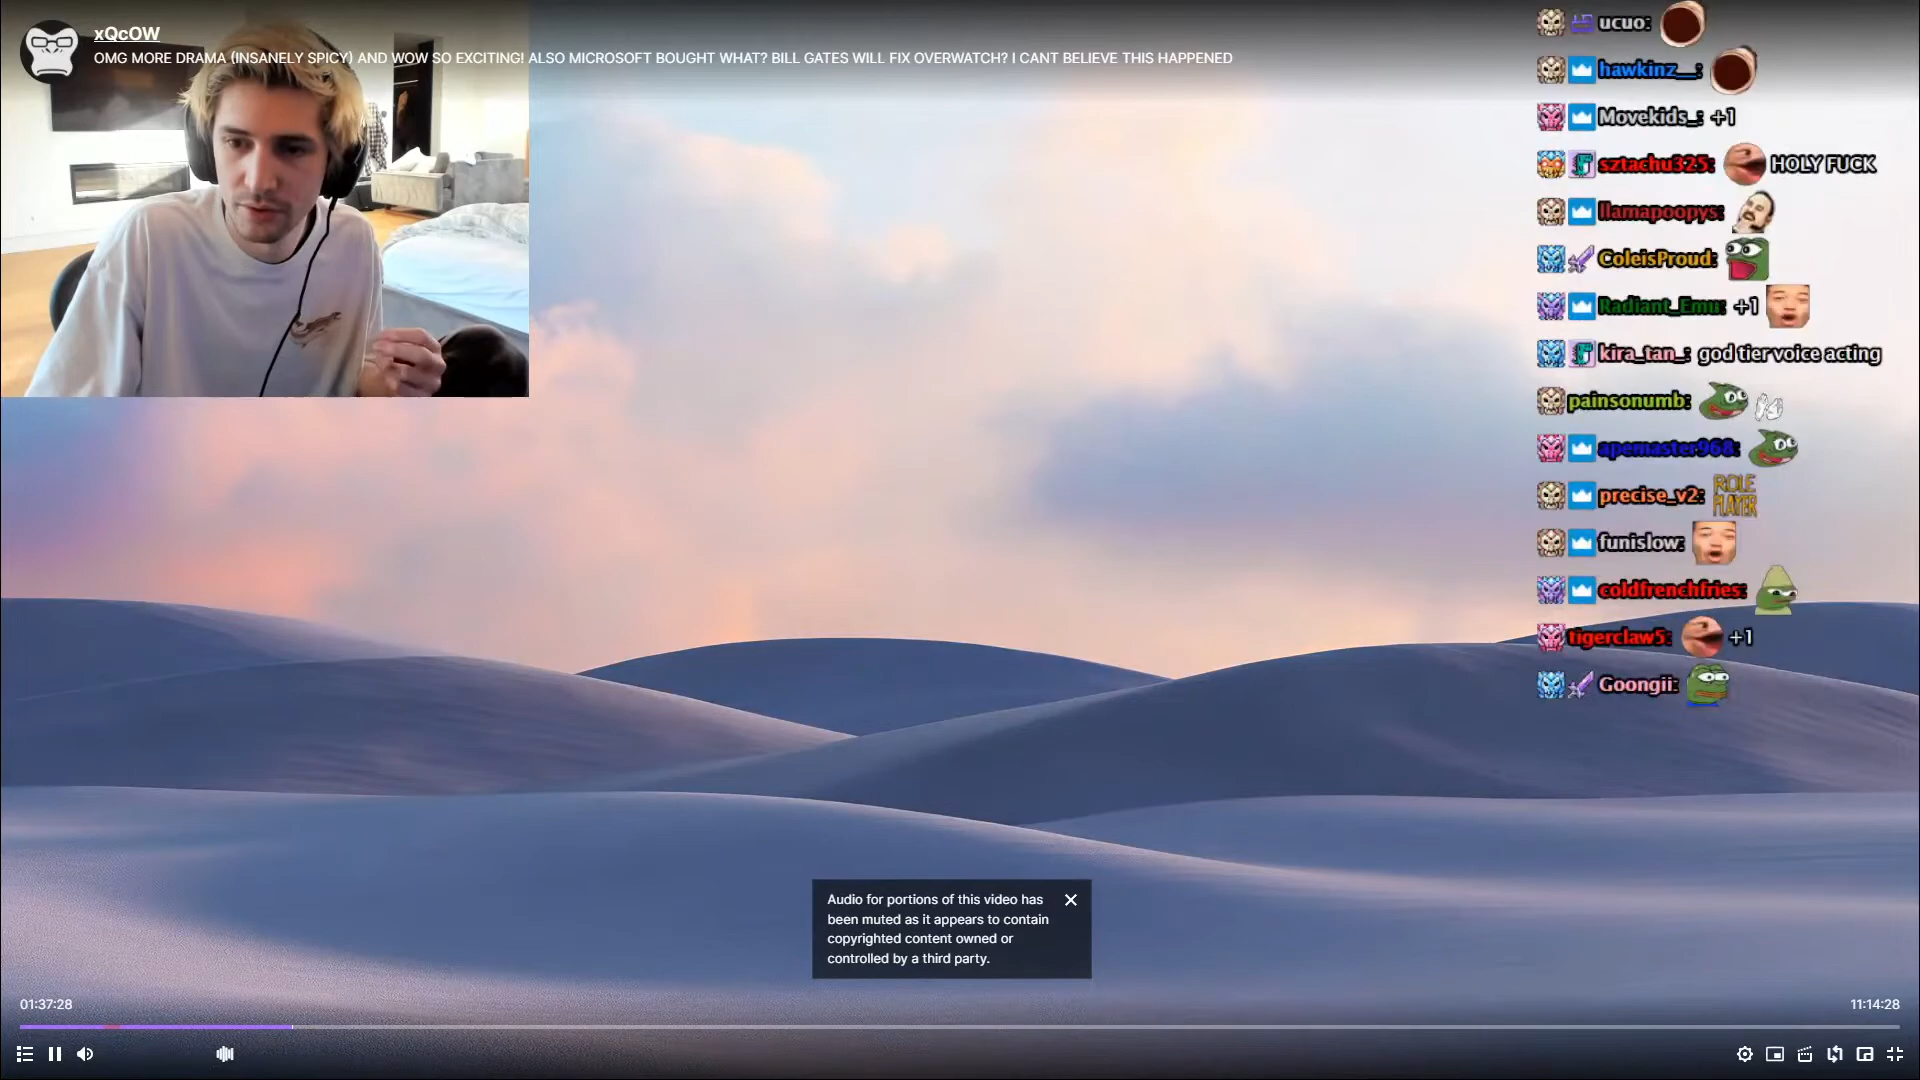 xQcOW
OMG MORE DRAMA (INSANELY SPICY) AND WOW SO EXCITING! ALSO MICROSOFT BOUGHT WHAT? BILL GATES WILL FIX OVERWATCH? I CANT BELIEVE THIS HAPPENED
ucuo:
hawkinz__:
Movekids_: +1
sztachu325: HOLY FUCK
llamapoopys:
ColeisProud:
Radiant_Emu: +1
kira_tan_: god tier voice acting
painsonumb:
apemaster968:
precise_v2: ROLE PLAYER
funislow:
coldfrenchfries:
tigerclaw5: +1
Goongii:
Audio for portions of this video has
been muted as it appears to contain
copyrighted content owned or
controlled by a third party.
01:37:28
11:14:28